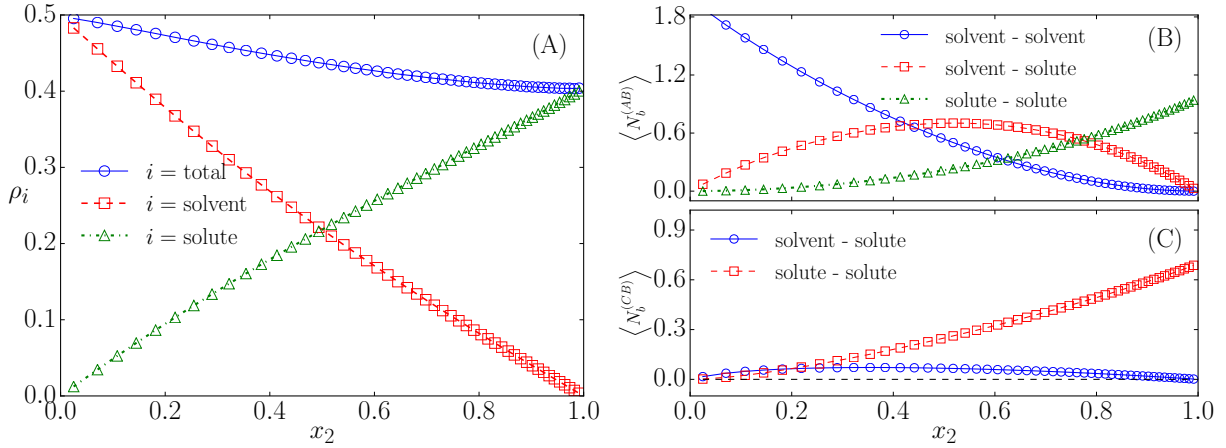 0.5
0.4
0.3
0.2
0.1
0.0
ρ_i
(A)
i = total
i = solvent
i = solute
0.0 0.2 0.4 0.6 0.8 1.0
x_2
1.8
1.2
0.6
0.0
⟨N_b^{(AB)}⟩
(B)
solvent - solvent
solvent - solute
solute - solute
0.9
0.6
0.3
0.0
⟨N_b^{(CB)}⟩
(C)
solvent - solute
solute - solute
0.0 0.2 0.4 0.6 0.8 1.0
x_2